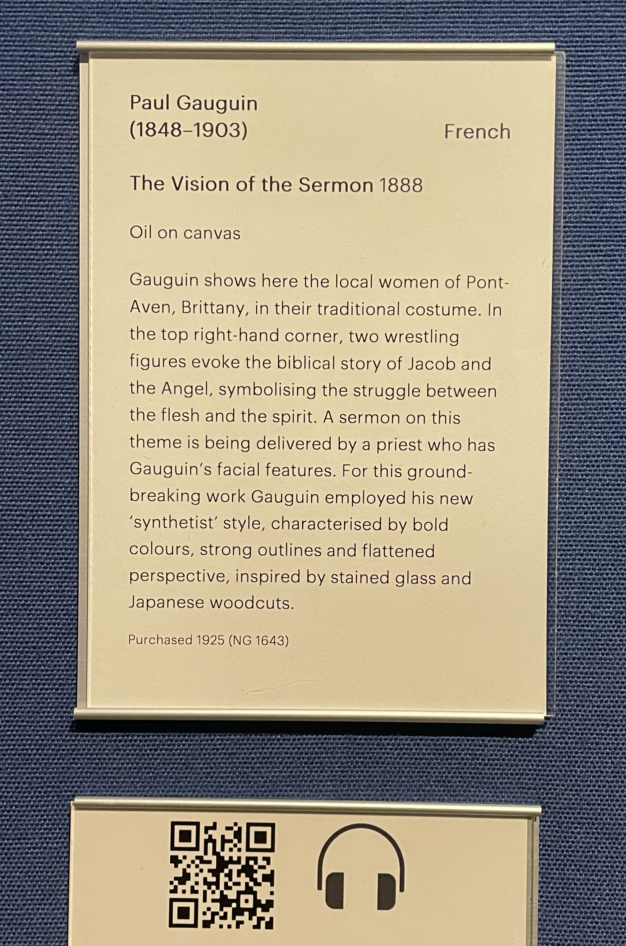 Paul Gauguin
(1848–1903) French
The Vision of the Sermon 1888
Oil on canvas
Gauguin shows here the local women of Pont-
Aven, Brittany, in their traditional costume. In
the top right-hand corner, two wrestling
figures evoke the biblical story of Jacob and
the Angel, symbolising the struggle between
the flesh and the spirit. A sermon on this
theme is being delivered by a priest who has
Gauguin’s facial features. For this ground-
breaking work Gauguin employed his new
‘synthetist’ style, characterised by bold
colours, strong outlines and flattened
perspective, inspired by stained glass and
Japanese woodcuts.
Purchased 1925 (NG 1643)